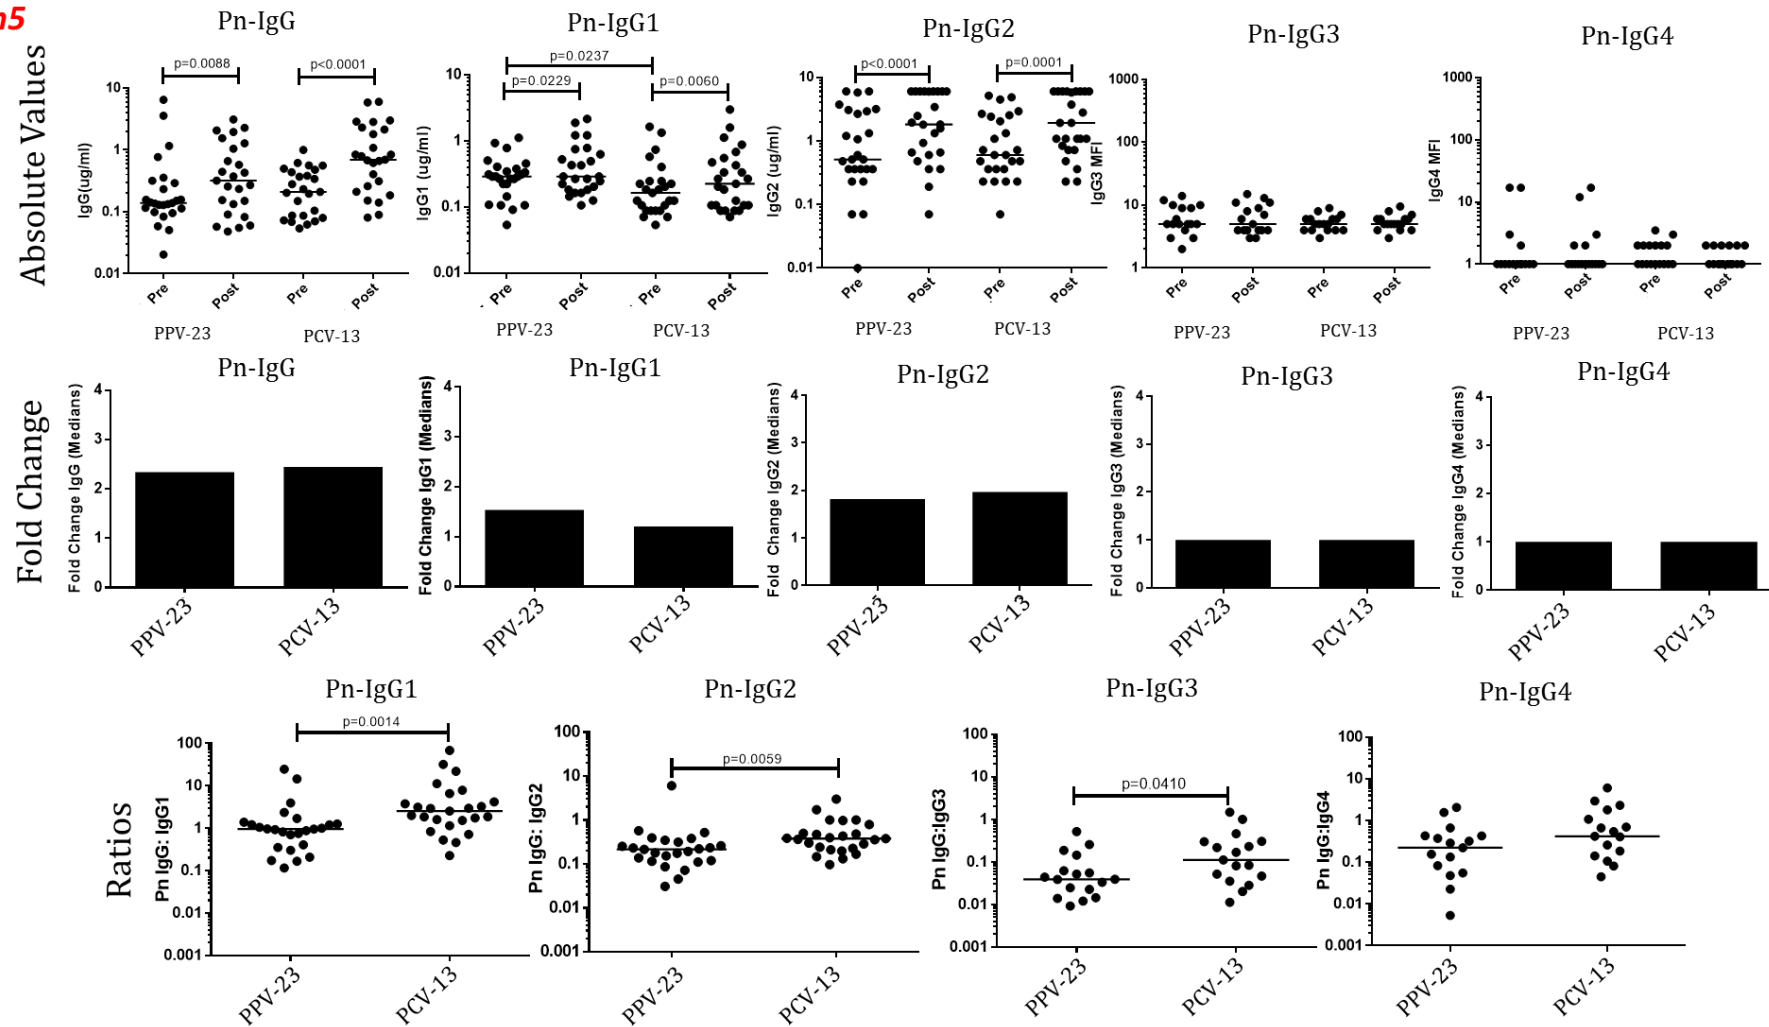 n5
Absolute Values
Pn-IgG
p=0.0088
p<0.0001
IgG(ug/ml)
10
1
0.1
0.01
Pre
Post
Pre
Post
PPV-23
PCV-13
Pn-IgG1
p=0.0237
p=0.0229
p=0.0060
IgG1 (ug/ml)
10
1
0.1
0.01
Pre
Post
Pre
Post
PPV-23
PCV-13
Pn-IgG2
p<0.0001
p=0.0001
IgG2 (ug/ml)
10
1
0.1
0.01
Pre
Post
Pre
Post
PPV-23
PCV-13
Pn-IgG3
IgG3 MFI
1000
100
10
1
Pre
Post
Pre
Post
PPV-23
PCV-13
Pn-IgG4
IgG4 MFI
1000
100
10
1
Pre
Post
Pre
Post
PPV-23
PCV-13
Fold Change
Pn-IgG
Fold Change IgG (Medians)
4
3
2
1
0
PPV-23
PCV-13
Pn-IgG1
Fold Change IgG1 (Medians)
4
3
2
1
0
PPV-23
PCV-13
Pn-IgG2
Fold Change IgG2 (Medians)
4
3
2
1
0
PPV-23
PCV-13
Pn-IgG3
Fold Change IgG3 (Medians)
4
3
2
1
0
PPV-23
PCV-13
Pn-IgG4
Fold Change IgG4 (Medians)
4
3
2
1
0
PPV-23
PCV-13
Ratios
Pn-IgG1
p=0.0014
Pn IgG: IgG1
100
10
1
0.1
0.01
0.001
PPV-23
PCV-13
Pn-IgG2
p=0.0059
Pn IgG: IgG2
100
10
1
0.1
0.01
0.001
PPV-23
PCV-13
Pn-IgG3
p=0.0410
Pn IgG:IgG3
100
10
1
0.1
0.01
0.001
PPV-23
PCV-13
Pn-IgG4
Pn IgG:IgG4
100
10
1
0.1
0.01
0.001
PPV-23
PCV-13